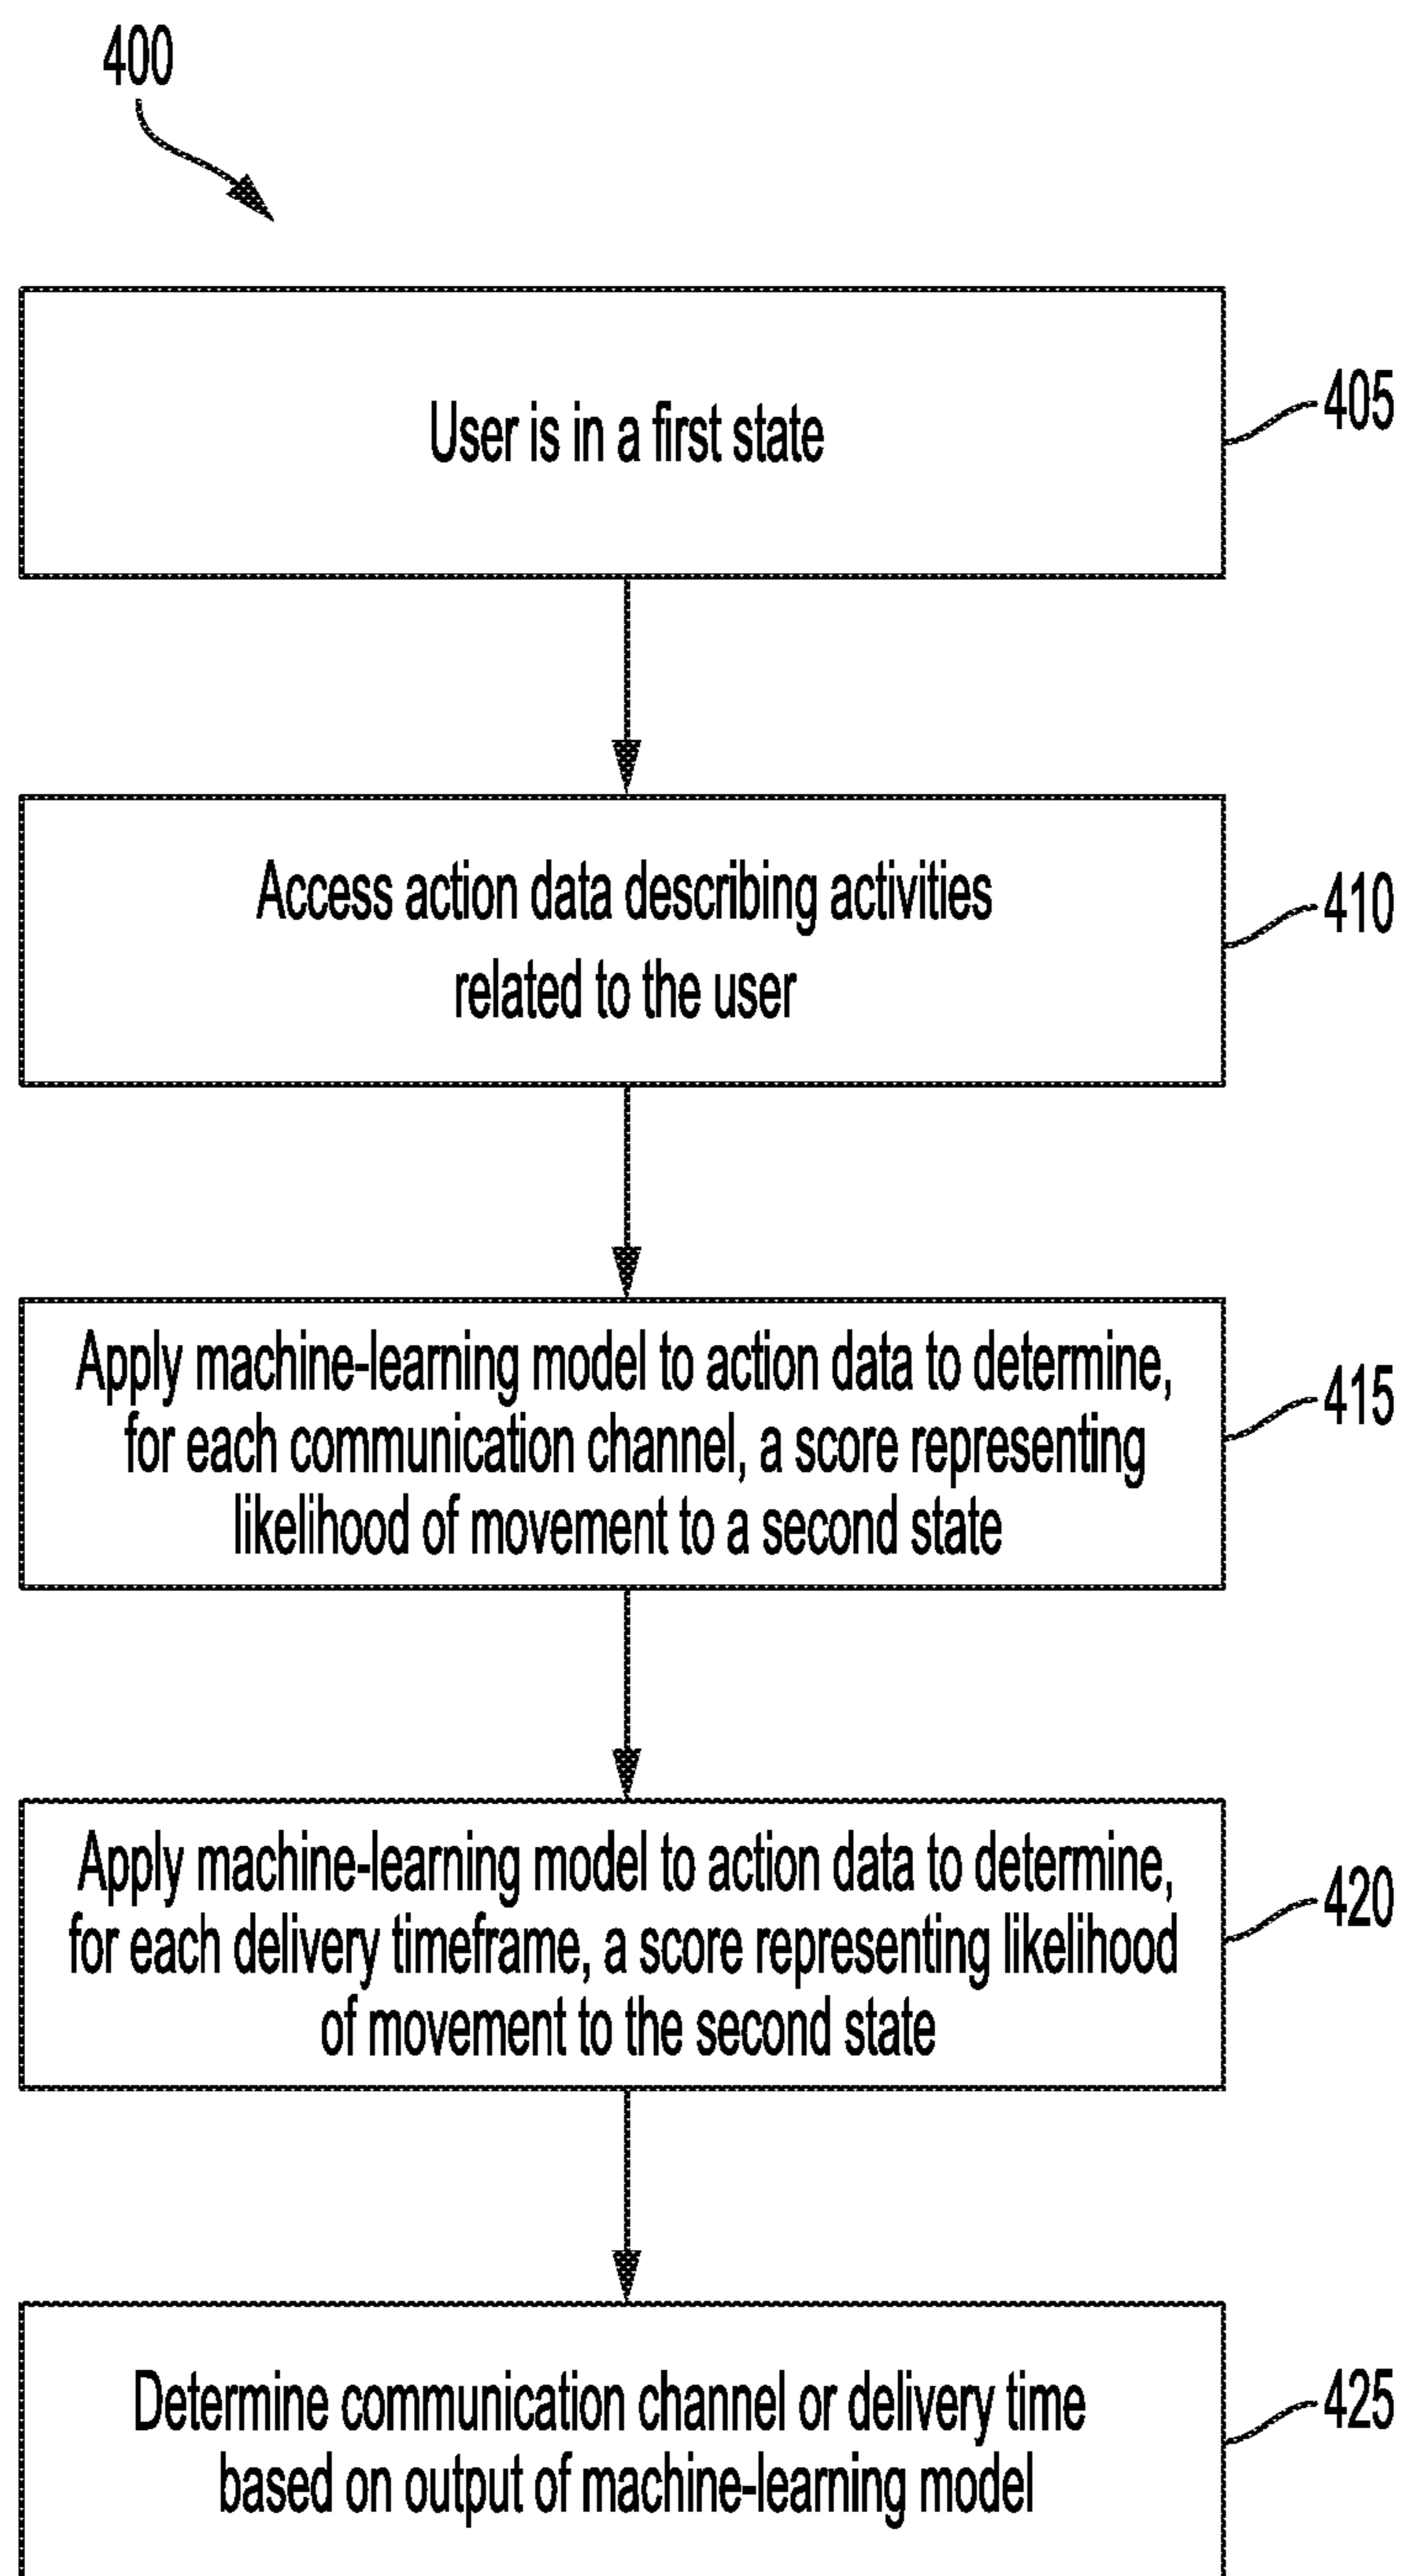 400
User is in a first state
405
Access action data describing activities
related to the user
410
Apply machine-learning model to action data to determine,
for each communication channel, a score representing
likelihood of movement to a second state
415
Apply machine-learning model to action data to determine,
for each delivery timeframe, a score representing likelihood
of movement to the second state
420
Determine communication channel or delivery time
based on output of machine-learning model
425